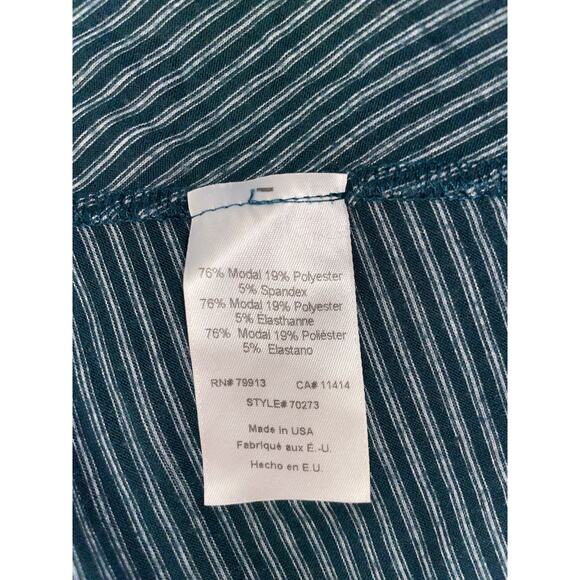 76% Modal 19% Polyester
5% Spandex
76% Modal 19% Polyester
5% Élasthanne
76% Modal 19% Poliéster
5% Elastano
RN# 79913 CA# 11414
STYLE# 70273
Made in USA
Fabriqué aux É.-U.
Hecho en E.U.